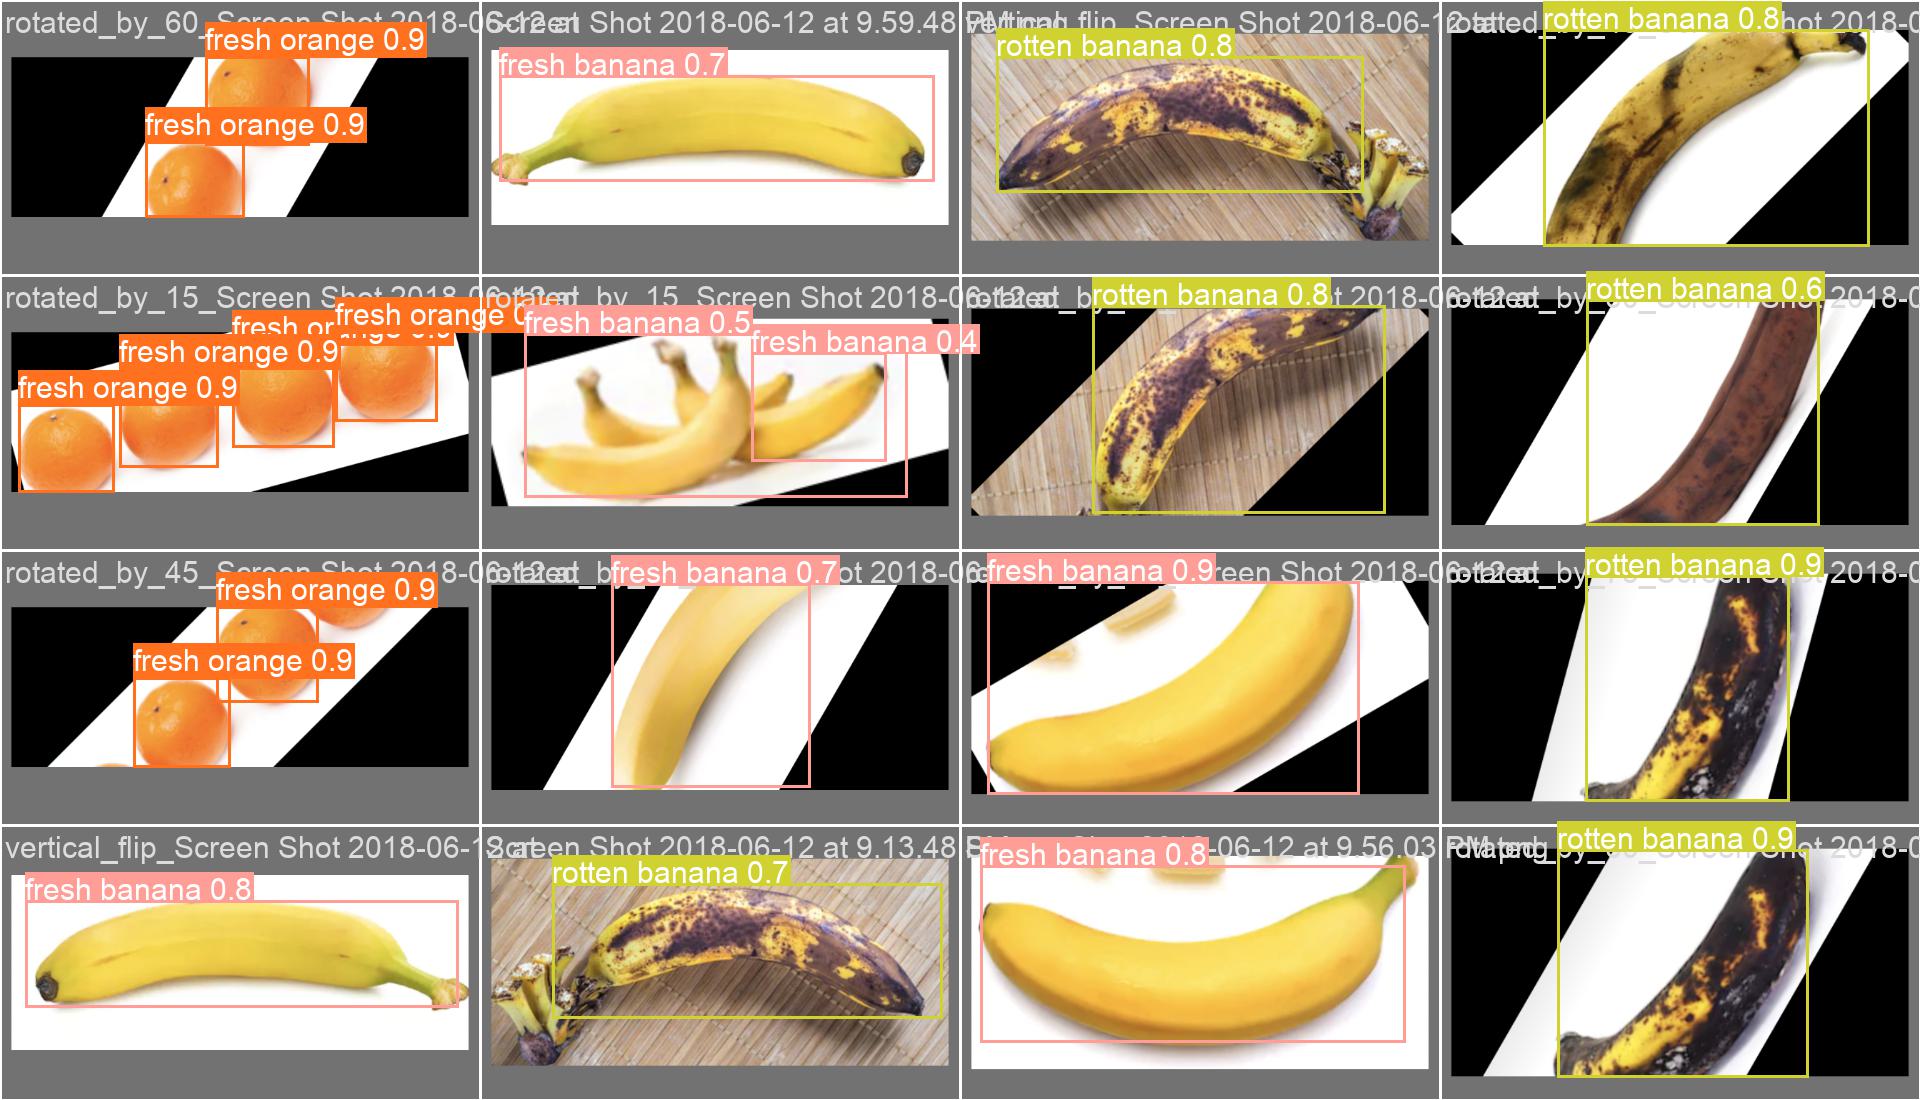 rotated_by_60_Screen Shot 2018-06-12 at
fresh orange 0.9
fresh orange 0.9
Screen Shot 2018-06-12 at 9.59.48 PM.png
fresh banana 0.7
vertical_flip_Screen Shot 2018-06-12 at
rotten banana 0.8
rotated_by_
hot 2018-0
rotten banana 0.8
rotated_by_15_Screen Shot 2018-06-12 at
fresh orange 0.9
fresh orange 0.9
fresh or
fresh orange 0
rotated_by_15_Screen Shot 2018-06-12 at
fresh banana 0.5
fresh banana 0.4
rotated_b
t 2018-0
rotten banana 0.8
rotated_by_
2018-0
rotten banana 0.6
rotated_by_45_Screen Shot 2018-06-12 at
fresh orange 0.9
fresh orange 0.9
rotated_b
ot 2018-06-12 at
fresh banana 0.7
reen Shot 2018-06-12 at
fresh banana 0.9
rotated_by_
2018-0
rotten banana 0.9
vertical_flip_Screen Shot 2018-06-12 at
fresh banana 0.8
Screen Shot 2018-06-12 at 9.13.48
rotten banana 0.7
-06-12 at 9.56.03 PM.png
fresh banana 0.8
rotated_by_
hot 2018-0
rotten banana 0.9